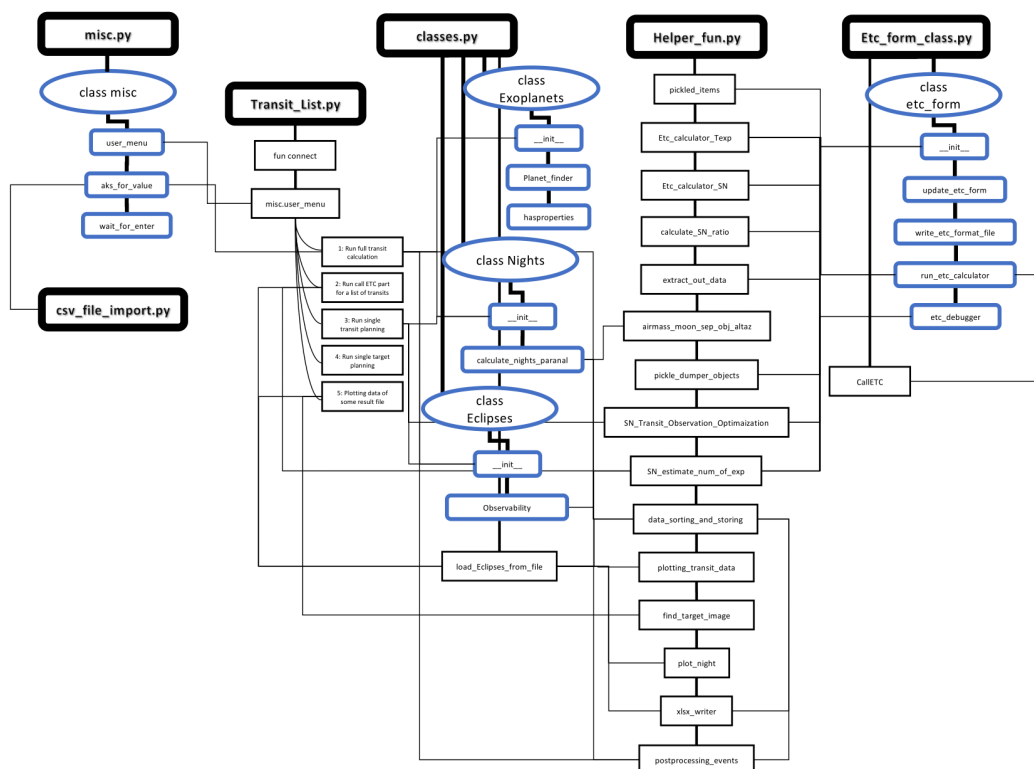 misc.py
class misc
user_menu
aks_for_value
wait_for_enter
csv_file_import.py
Transit_List.py
fun connect
misc.user_menu
1: Run full transit
calculation
2: Run call ETC part
for a list of transits
3: Run single
transit planning
4: Run single target
planning
5: Plotting data of
some result file
classes.py
class
Exoplanets
__init__
Planet_finder
hasproperties
class Nights
__init__
calculate_nights_paranal
class
Eclipses
__init__
Observability
load_Eclipses_from_file
Helper_fun.py
pickled_items
Etc_calculator_Texp
Etc_calculator_SN
calculate_SN_ratio
extract_out_data
airmass_moon_sep_obj_altaz
pickle_dumper_objects
SN_Transit_Observation_Optimaization
SN_estimate_num_of_exp
data_sorting_and_storing
plotting_transit_data
find_target_image
plot_night
xlsx_writer
postprocessing_events
Etc_form_class.py
class
etc_form
__init__
update_etc_form
write_etc_format_file
run_etc_calculator
etc_debugger
CallETC